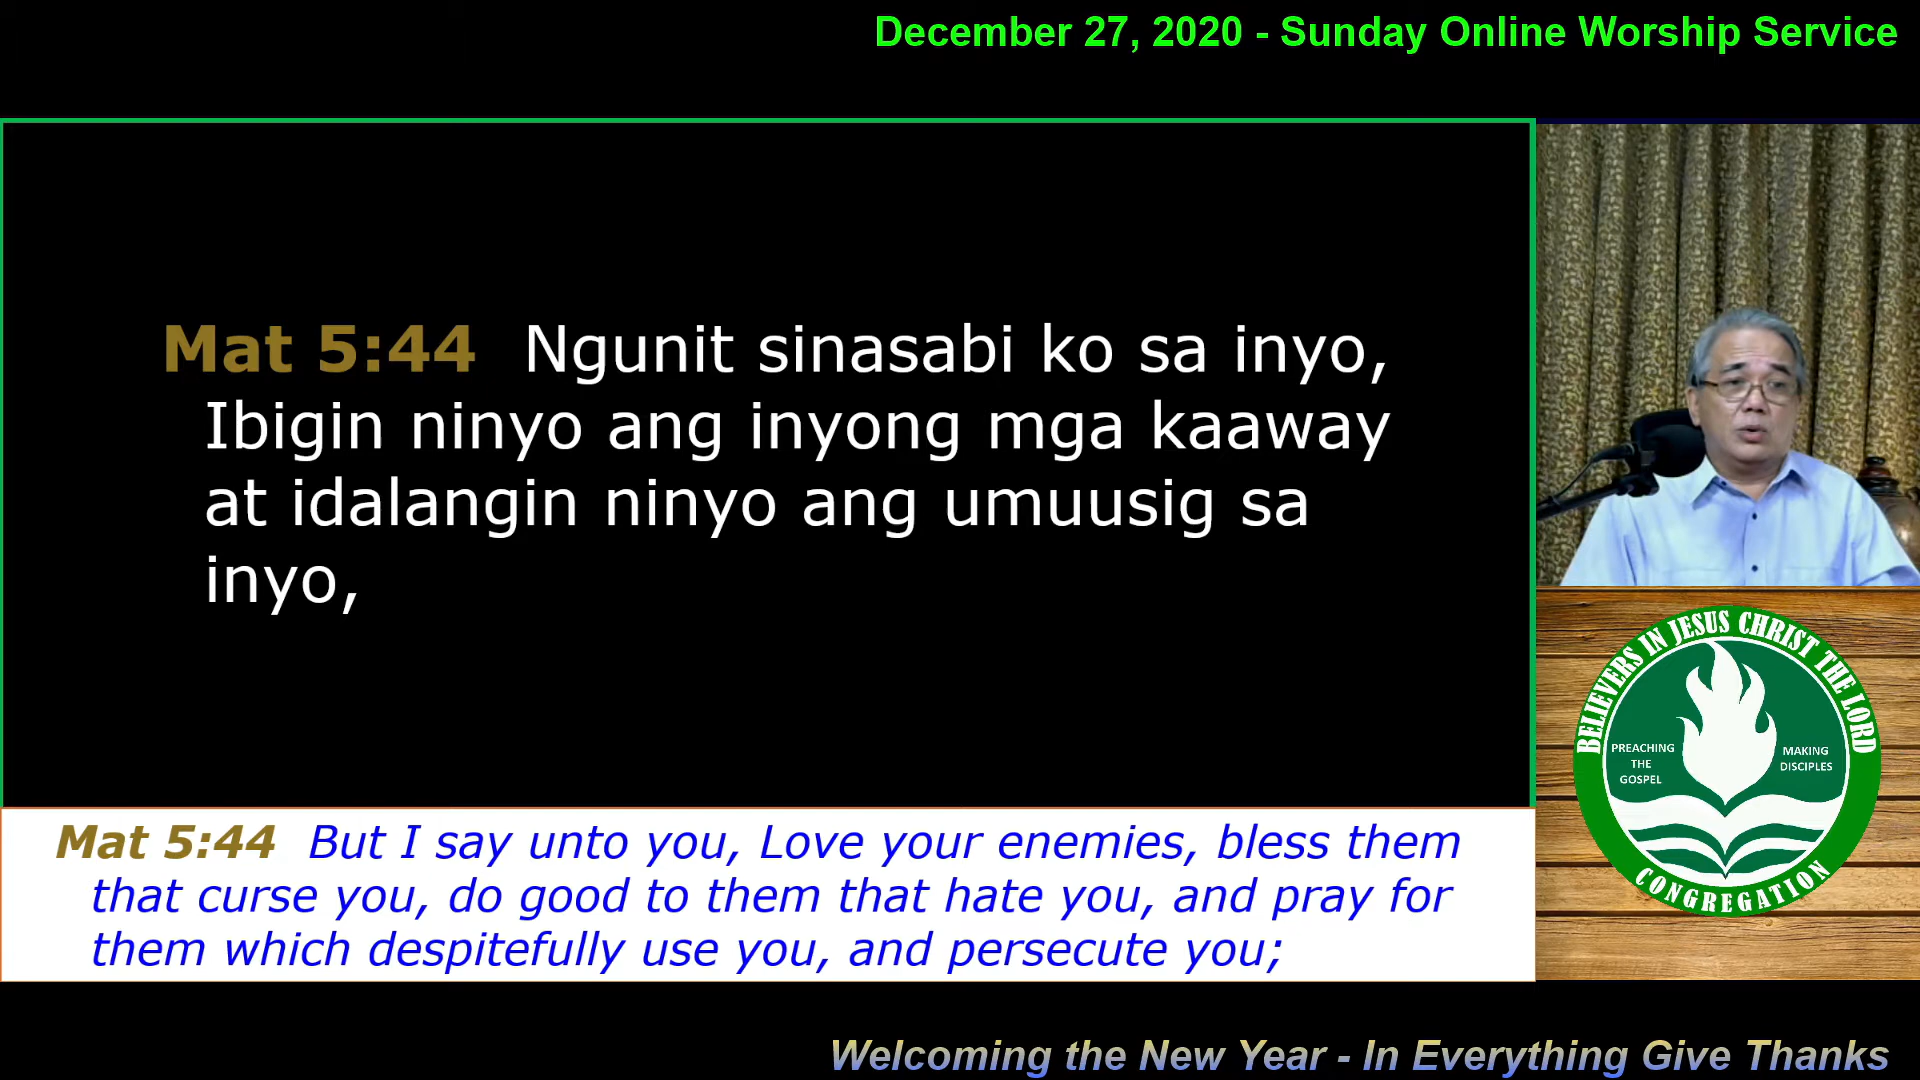 December 27, 2020 - Sunday Online Worship Service
Mat 5:44 Ngunit sinasabi ko sa inyo,
Ibigin ninyo ang inyong mga kaaway
at idalangin ninyo ang umuusig sa
inyo,
Mat 5:44 But I say unto you, Love your enemies, bless them
that curse you, do good to them that hate you, and pray for
them which despitefully use you, and persecute you;
BELIEVERS IN JESUS CHRIST THE LORD
PREACHING
THE
GOSPEL
MAKING
DISCIPLES
CONGREGATION
Welcoming the New Year - In Everything Give Thanks